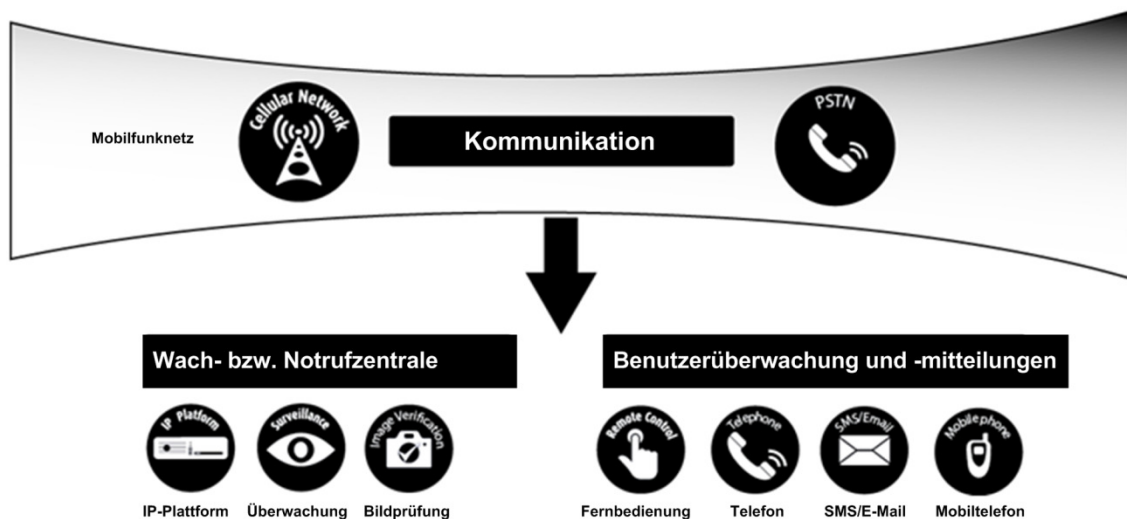 Cellular Network
PSTN
Mobilfunknetz
Kommunikation
Wach- bzw. Notrufzentrale
Benutzerüberwachung und -mitteilungen
IP Platform
Surveillance
Image Verification
Remote Control
Telephone
SMS/Email
Mobilephone
IP-Plattform
Überwachung
Bildprüfung
Fernbedienung
Telefon
SMS/E-Mail
Mobiltelefon